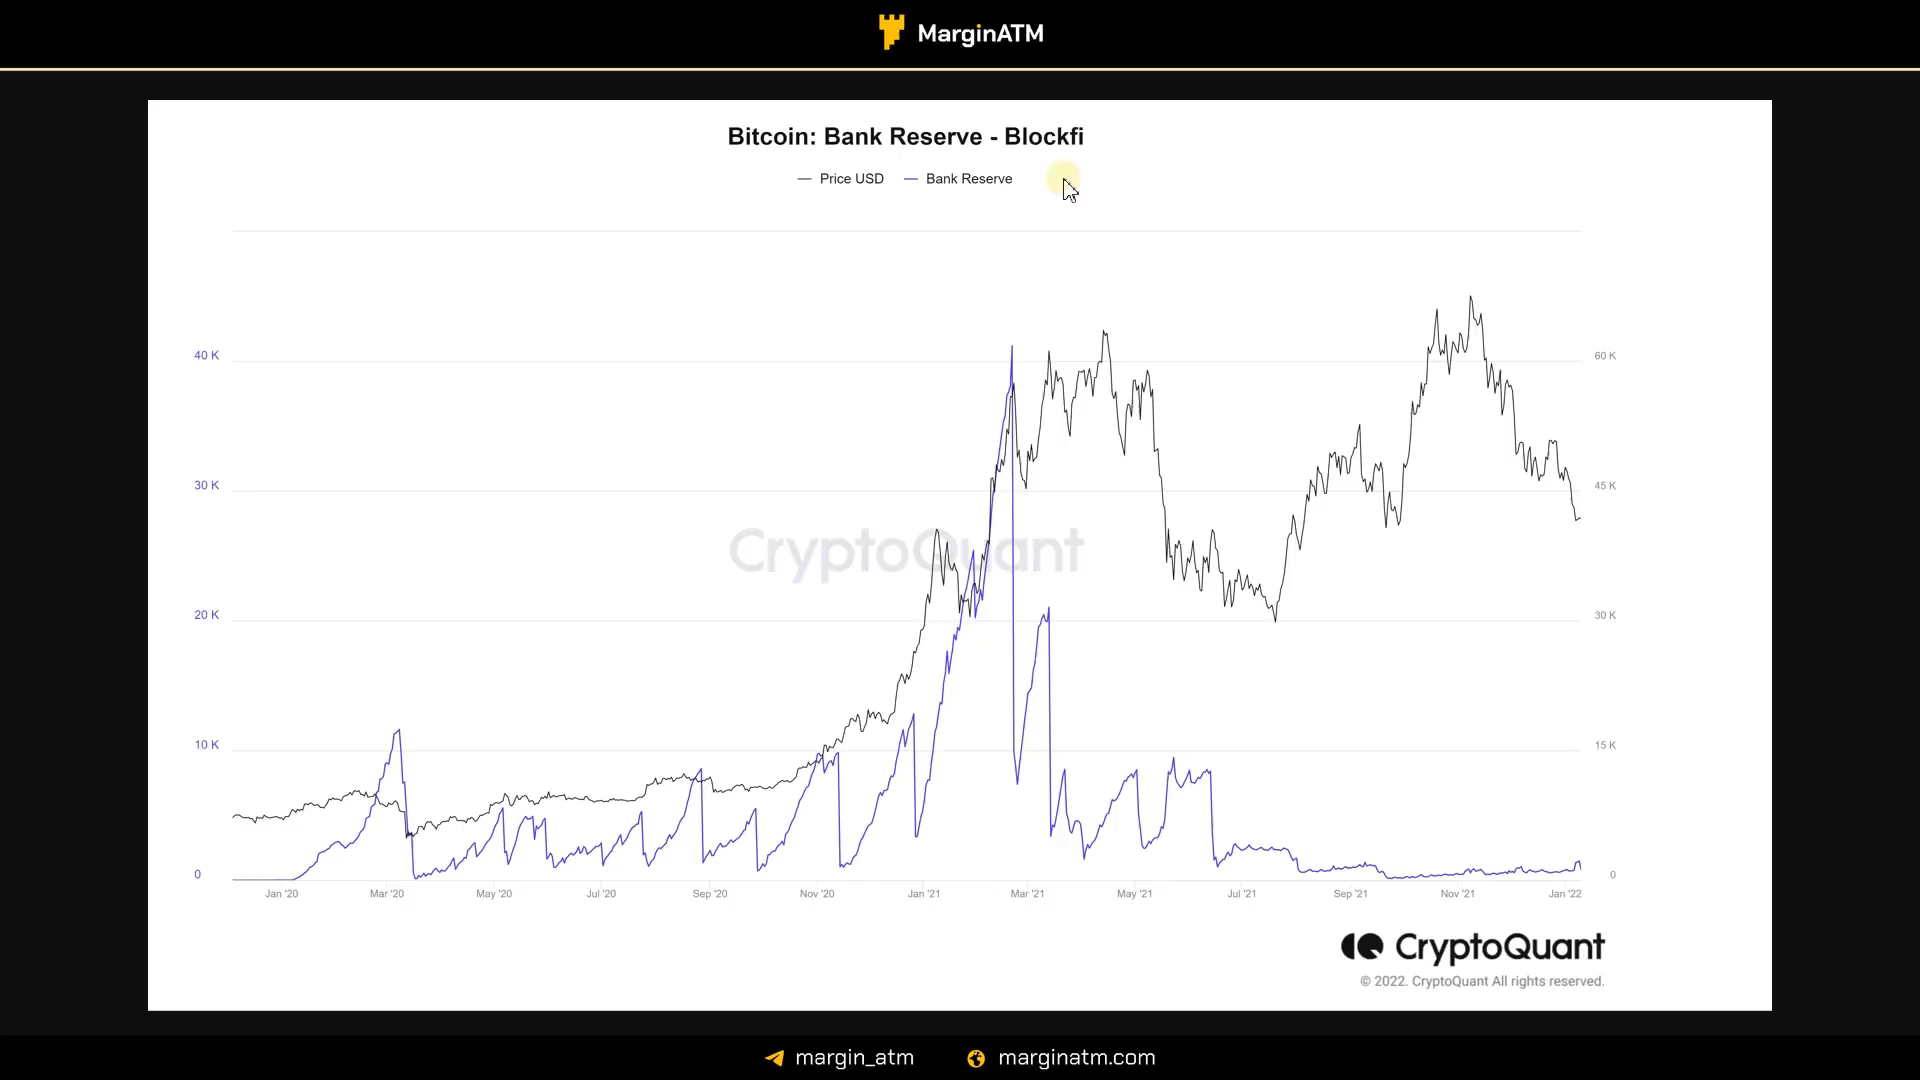 MarginATM
Bitcoin: Bank Reserve - Blockfi
Price USD Bank Reserve
40 K 60 K
30 K 45 K
CryptoQuant
20 K 30 K
10 K 15 K
0 0
Jan '20 Mar '20 May '20 Jul '20 Sep '20 Nov '20 Jan '21 Mar '21 May '21 Jul '21 Sep '21 Nov '21 Jan '22
CryptoQuant
© 2022. CryptoQuant All rights reserved.
margin_atm marginatm.com